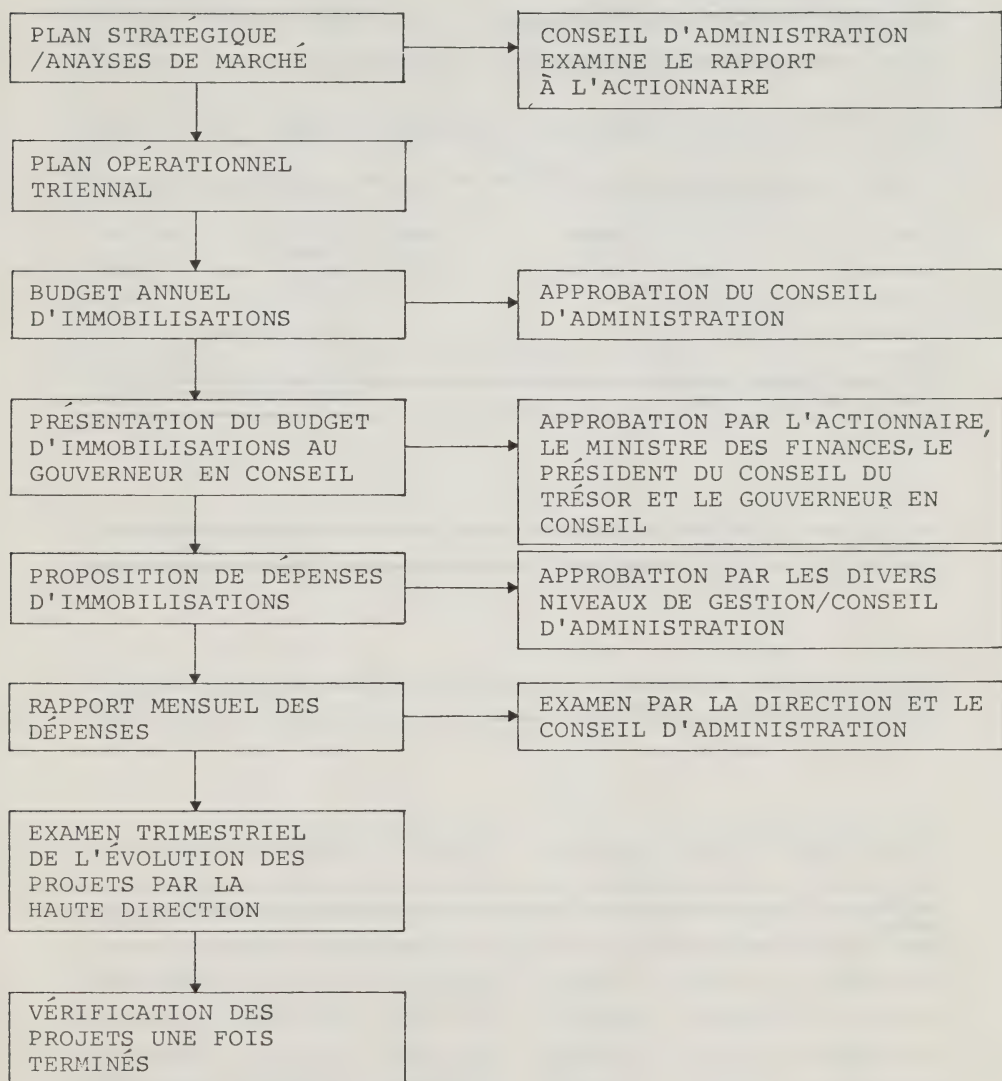 PLAN STRATÉGIQUE
/ANAYSES DE MARCHÉ
CONSEIL D'ADMINISTRATION
EXAMINE LE RAPPORT
À L'ACTIONNAIRE
PLAN OPÉRATIONNEL
TRIENNAL
BUDGET ANNUEL
D'IMMOBILISATIONS
APPROBATION DU CONSEIL
D'ADMINISTRATION
PRÉSENTATION DU BUDGET
D'IMMOBILISATIONS AU
GOUVERNEUR EN CONSEIL
APPROBATION PAR L'ACTIONNAIRE,
LE MINISTRE DES FINANCES, LE
PRÉSIDENT DU CONSEIL DU
TRÉSOR ET LE GOUVERNEUR EN
CONSEIL
PROPOSITION DE DÉPENSES
D'IMMOBILISATIONS
APPROBATION PAR LES DIVERS
NIVEAUX DE GESTION/CONSEIL
D'ADMINISTRATION
RAPPORT MENSUEL DES
DÉPENSES
EXAMEN PAR LA DIRECTION ET LE
CONSEIL D'ADMINISTRATION
EXAMEN TRIMESTRIEL
DE L'ÉVOLUTION DES
PROJETS PAR LA
HAUTE DIRECTION
VÉRIFICATION DES
PROJETS UNE FOIS
TERMINÉS